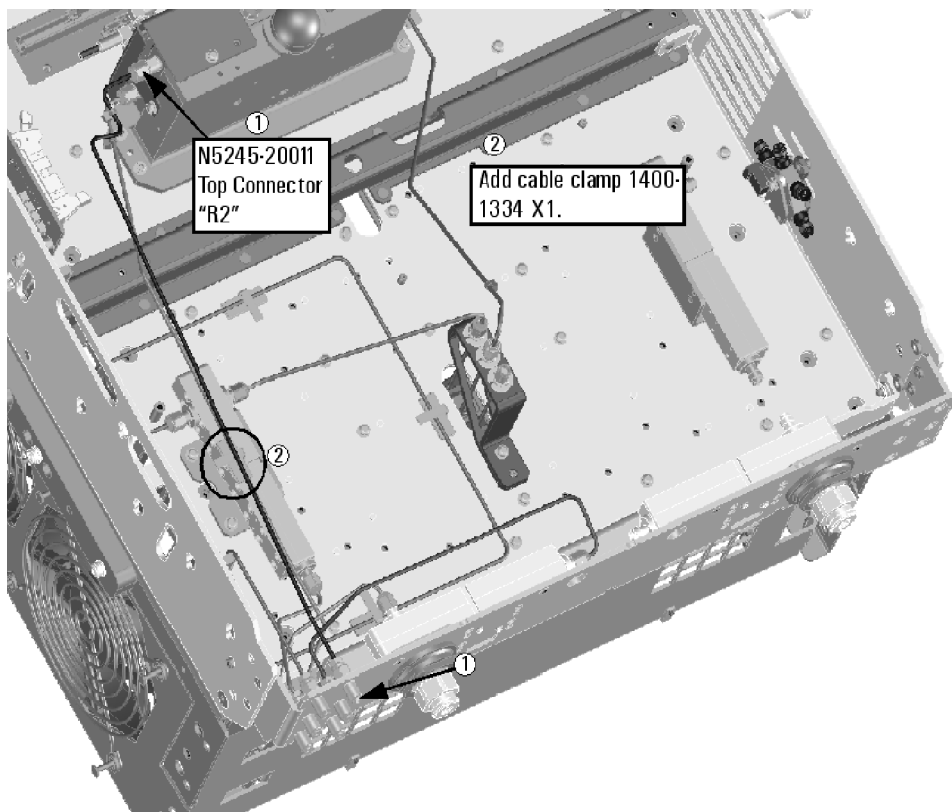 ①
N5245-20011
Top Connector
"R2"
②
Add cable clamp 1400-
1334 X1.
②
①